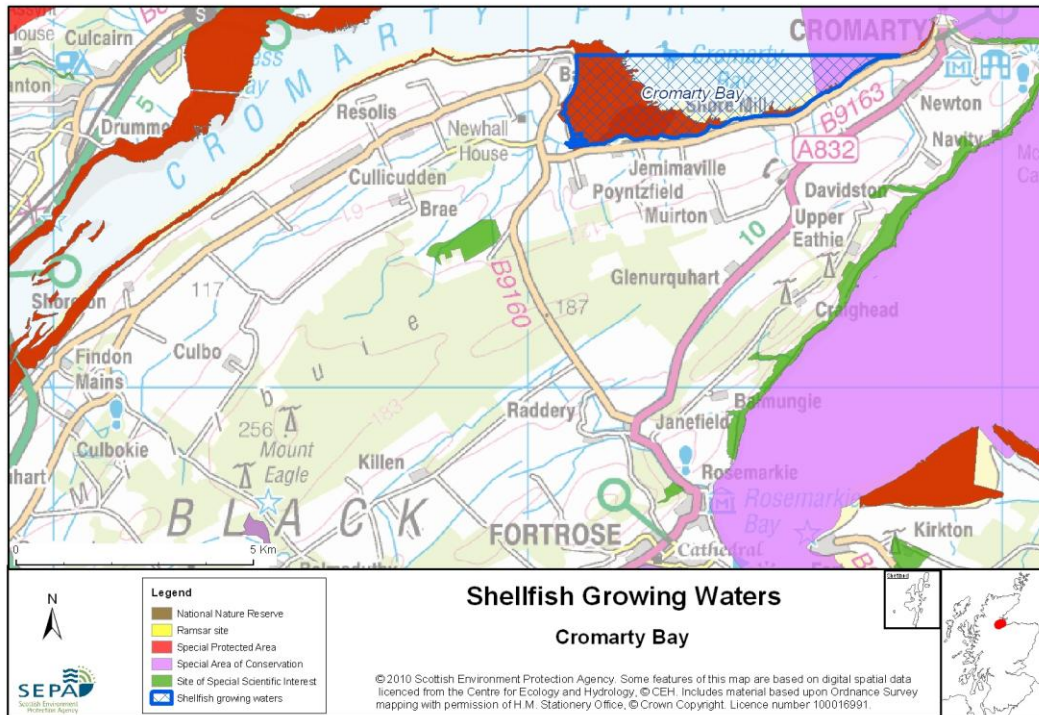 House
Culcairn
S
CROMARTY FIRTH
CROMARTY
5
Resolis
Cromarty
Bay
Cromarty Bay
Shore Mill
B9163
Newton
Newhall
House
A832
Navity
Cullicudden
Jemimaville
Poyntzfield
Davidston
Brae
Muirton
10
Upper
Eathie
Glenurquhart
B9160
Craighead
117
187
Findon
Mains
Culbo
183
Raddery
Janefield
256
Mount
Eagle
Culbokie
Killen
Rosemarkie
Rosemarkie
Bay
BLACK
FORTROSE
Kirkton
Cathedral
0
5 Km
N
SEPA
Scottish Environment
Protection Agency
Legend
National Nature Reserve
Ramsar site
Special Protected Area
Special Area of Conservation
Site of Special Scientific Interest
Shellfish growing waters
Shellfish Growing Waters
Cromarty Bay
© 2010 Scottish Environment Protection Agency. Some features of this map are based on digital spatial data
licenced from the Centre for Ecology and Hydrology, © CEH. Includes material based upon Ordnance Survey
mapping with permission of H.M. Stationery Office, © Crown Copyright. Licence number 100016991.
Shetland